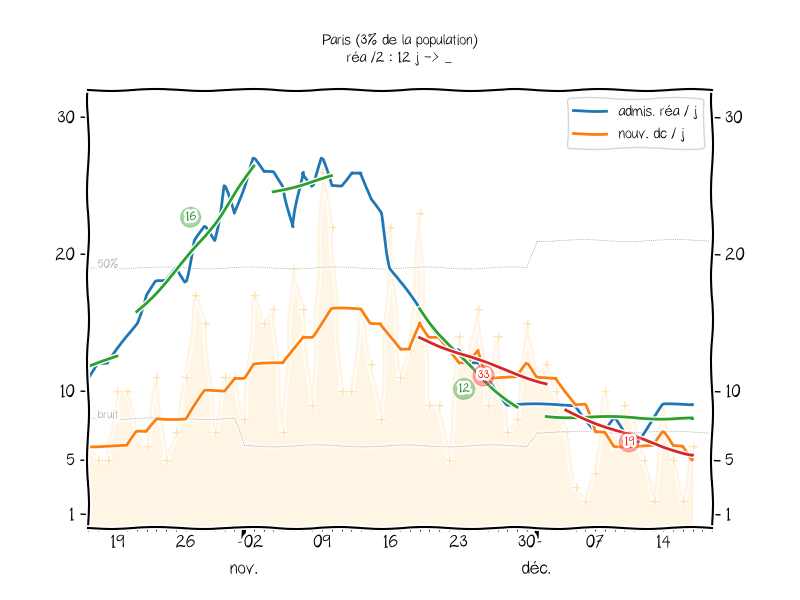 Paris (3% de la population)
réa /2 : 12 j -> _
admis. réa / j
nouv. dc / j
30
30
16
20
20
50%
33
12
10
10
bruit
19
5
5
1
1
19 26 02 09 16 23 30 07 14
nov. déc.